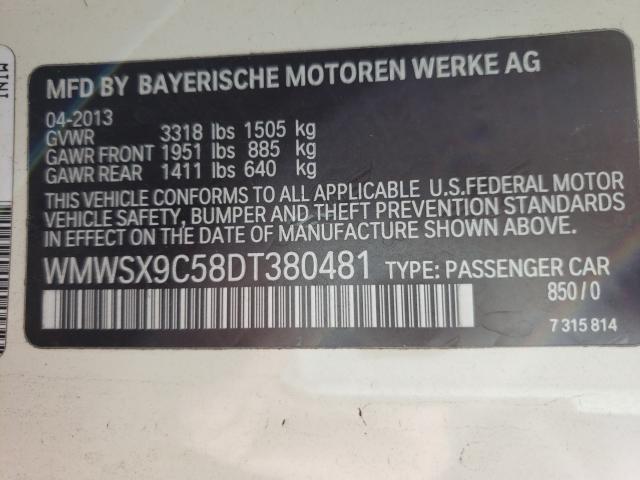 MINI
MFD BY BAYERISCHE MOTOREN WERKE AG
04-2013
GVWR 3318 lbs 1505 kg
GAWR FRONT 1951 lbs 885 kg
GAWR REAR 1411 lbs 640 kg
THIS VEHICLE CONFORMS TO ALL APPLICABLE U.S.FEDERAL MOTOR
VEHICLE SAFETY, BUMPER AND THEFT PREVENTION STANDARDS
IN EFFECT ON THE DATE OF MANUFACTURE SHOWN ABOVE.
WMWSX9C58DT380481 TYPE: PASSENGER CAR
850/0
7 315 814